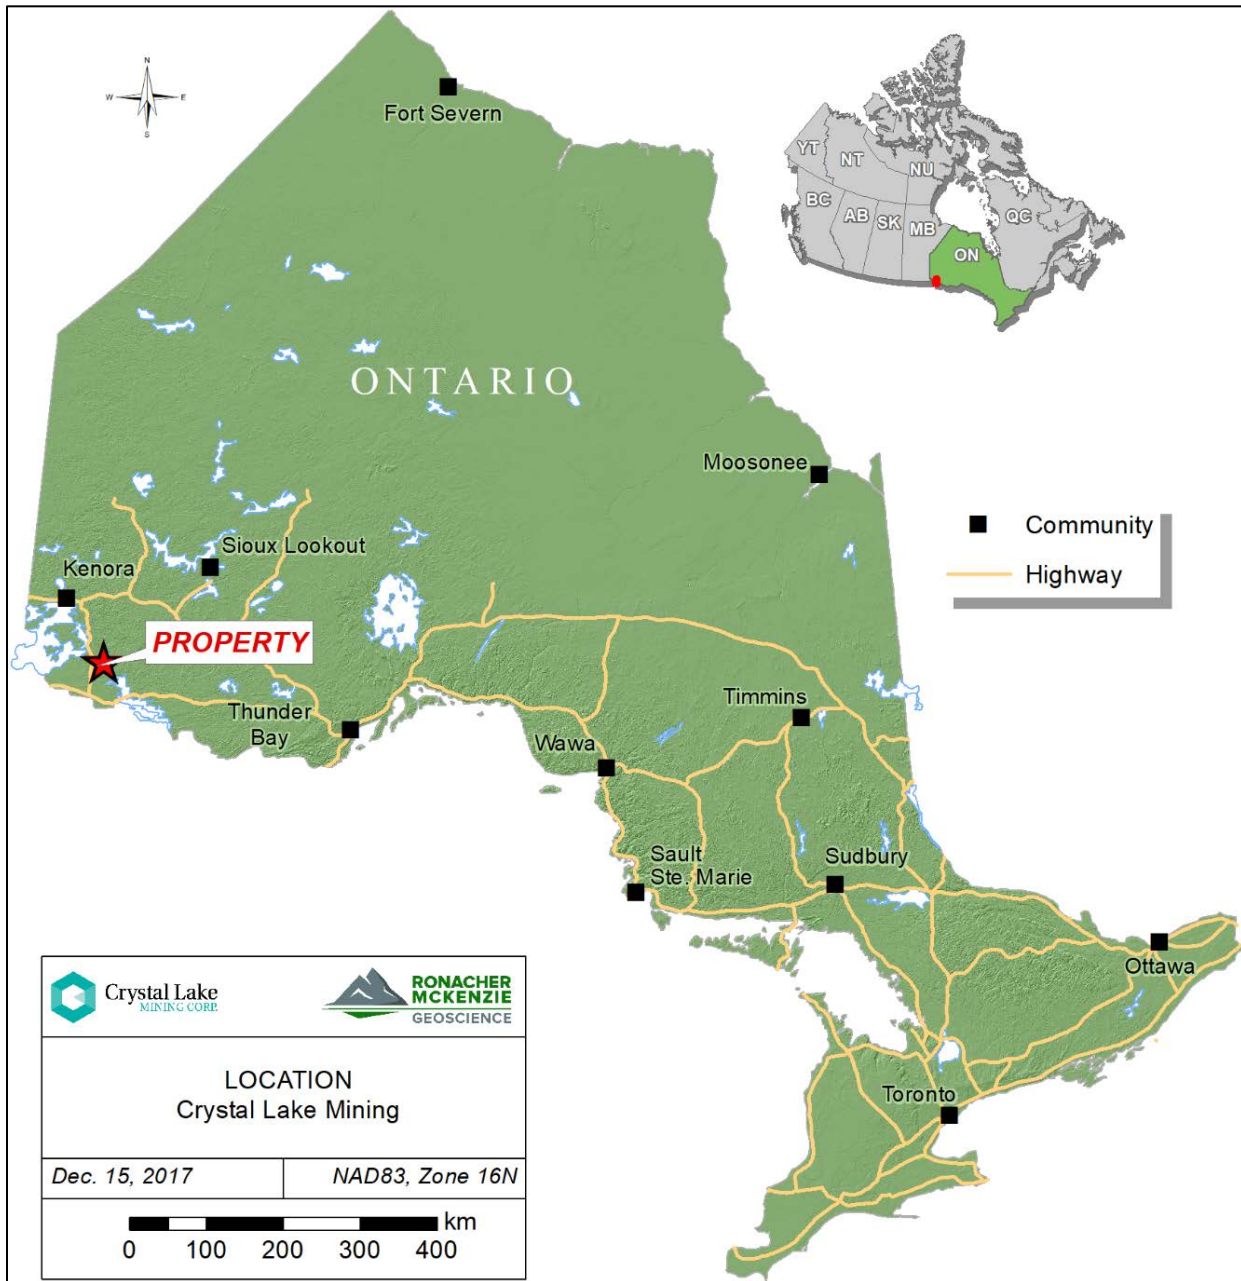 N
W
E
S
Fort Severn
YT
NT
NU
BC
AB
SK
MB
QC
ON
ONTARIO
Moosonee
Community
Highway
Sioux Lookout
Kenora
PROPERTY
Thunder
Bay
Timmins
Wawa
Sault
Ste. Marie
Sudbury
Ottawa
Toronto
Crystal Lake
MINING CORP.
RONACHER
MCKENZIE
GEOSCIENCE
LOCATION
Crystal Lake Mining
Dec. 15, 2017
NAD83, Zone 16N
km
0 100 200 300 400